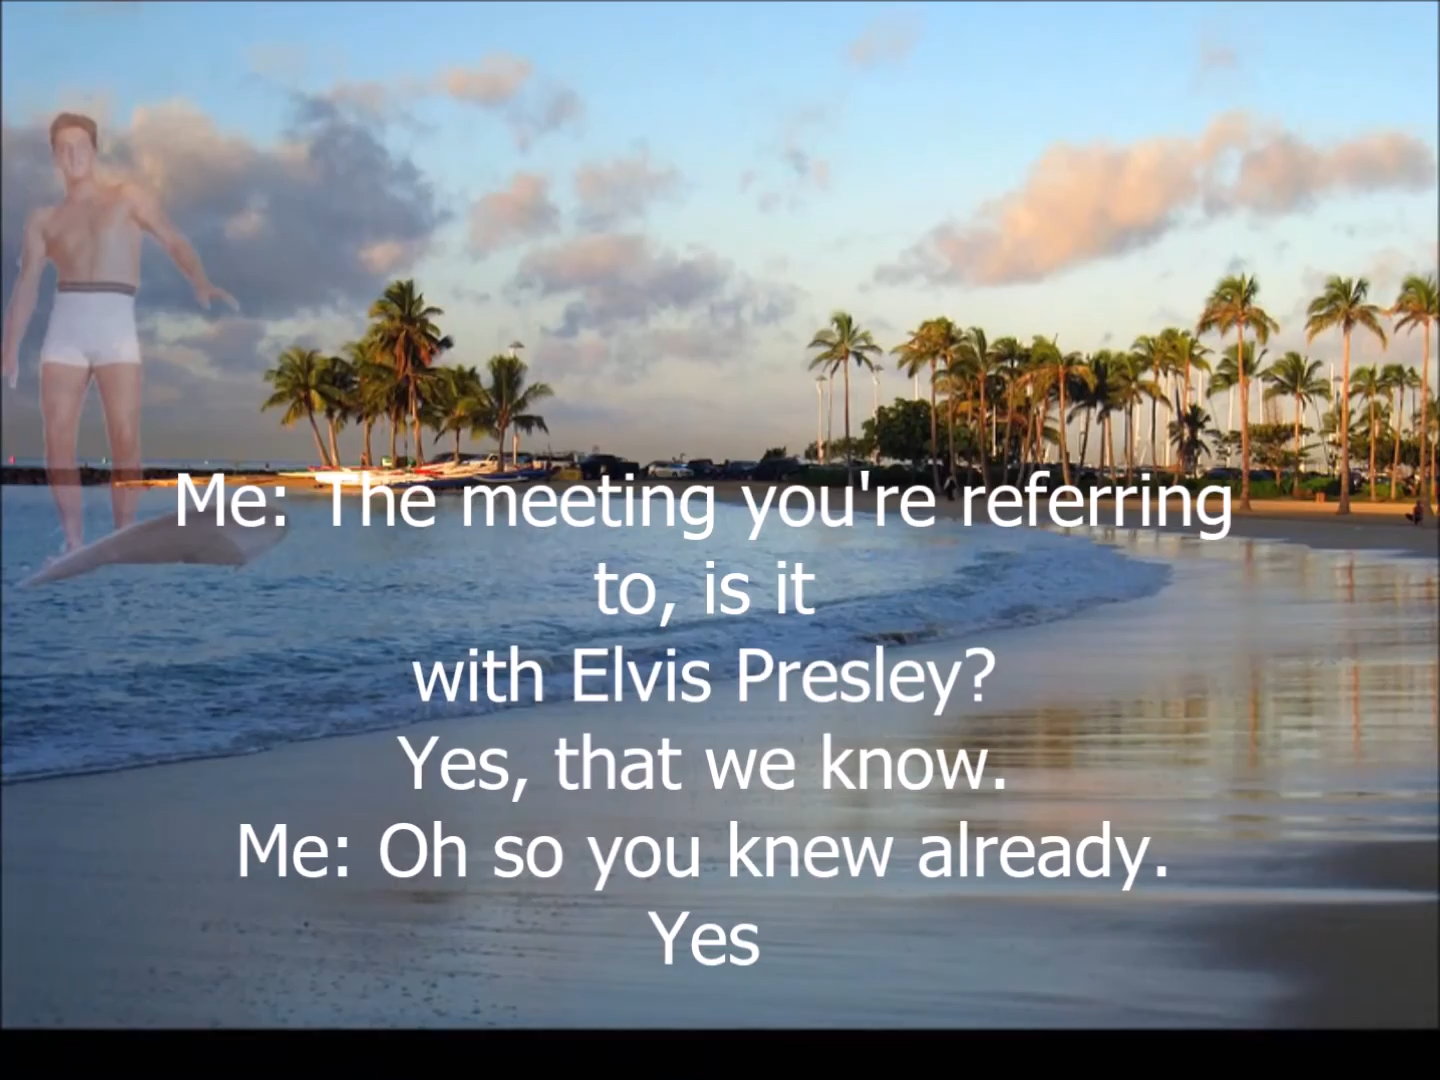 Me: The meeting you're referring
to, is it
with Elvis Presley?
Yes, that we know.
Me: Oh so you knew already.
Yes